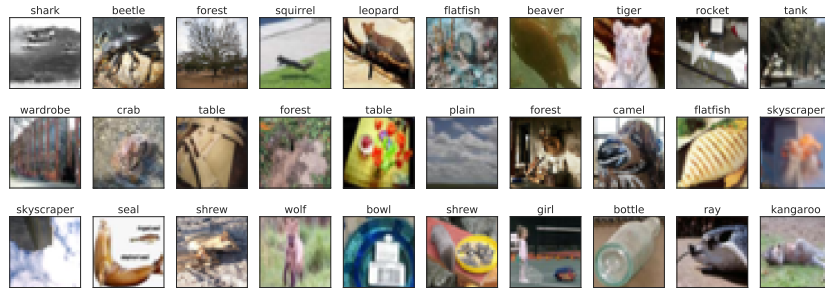 shark beetle forest squirrel leopard flatfish beaver tiger rocket tank
wardrobe crab table forest table plain forest camel flatfish skyscraper
skyscraper seal shrew wolf bowl shrew girl bottle ray kangaroo